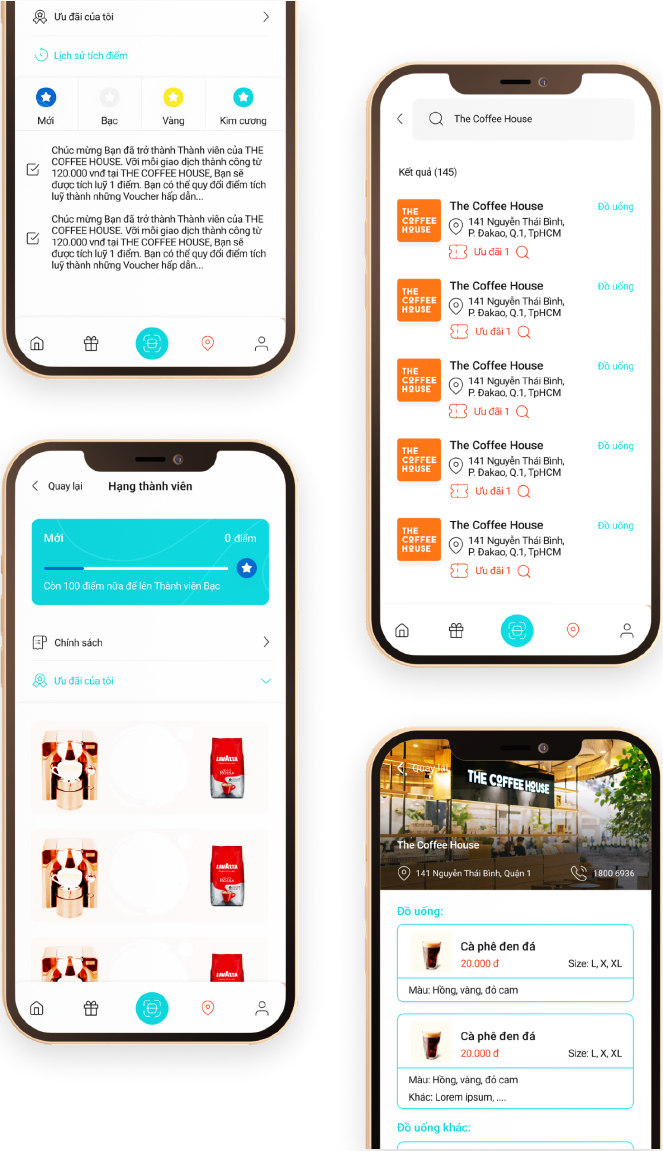 Ưu đãi của tôi
Lịch sử tích điểm
Mới
Bạc
Vàng
Kim cương
Chúc mừng Bạn đã trở thành Thành viên của THE
COFFEE HOUSE. Với mỗi giao dịch thành công từ
120.000 vnđ tại THE COFFEE HOUSE, Bạn sẽ
được tích luỹ 1 điểm. Bạn có thể quy đổi điểm tích
luỹ thành những Voucher hấp dẫn...
Chúc mừng Bạn đã trở thành Thành viên của THE
COFFEE HOUSE. Với mỗi giao dịch thành công từ
120.000 vnđ tại THE COFFEE HOUSE, Bạn sẽ
được tích luỹ 1 điểm. Bạn có thể quy đổi điểm tích
luỹ thành những Voucher hấp dẫn...
Quay lại
Hạng thành viên
Mới
0 điểm
Còn 100 điểm nữa để lên Thành viên Bạc
Chính sách
Ưu đãi của tôi
LAVAZZA
ROSSA
LAVAZZA
ROSSA
LAVAZZA
The Coffee House
Kết quả (145)
THE
COFFEE
HOUSE
The Coffee House
Đồ uống
141 Nguyễn Thái Bình,
P. Đakao, Q.1, TpHCM
Ưu đãi 1
THE
COFFEE
HOUSE
The Coffee House
Đồ uống
141 Nguyễn Thái Bình,
P. Đakao, Q.1, TpHCM
Ưu đãi 1
THE
COFFEE
HOUSE
The Coffee House
Đồ uống
141 Nguyễn Thái Bình,
P. Đakao, Q.1, TpHCM
Ưu đãi 1
THE
COFFEE
HOUSE
The Coffee House
Đồ uống
141 Nguyễn Thái Bình,
P. Đakao, Q.1, TpHCM
Ưu đãi 1
THE
COFFEE
HOUSE
The Coffee House
Đồ uống
141 Nguyễn Thái Bình,
P. Đakao, Q.1, TpHCM
Ưu đãi 1
Quay lại
THE COFFEE HOUSE
The Coffee House
141 Nguyễn Thái Bình, Quận 1
1800 6936
Đồ uống:
Cà phê đen đá
20.000 đ
Size: L, X, XL
Màu: Hồng, vàng, đỏ cam
Cà phê đen đá
20.000 đ
Size: L, X, XL
Màu: Hồng, vàng, đỏ cam
Khác: Lorem ipsum, ....
Đồ uống khác: